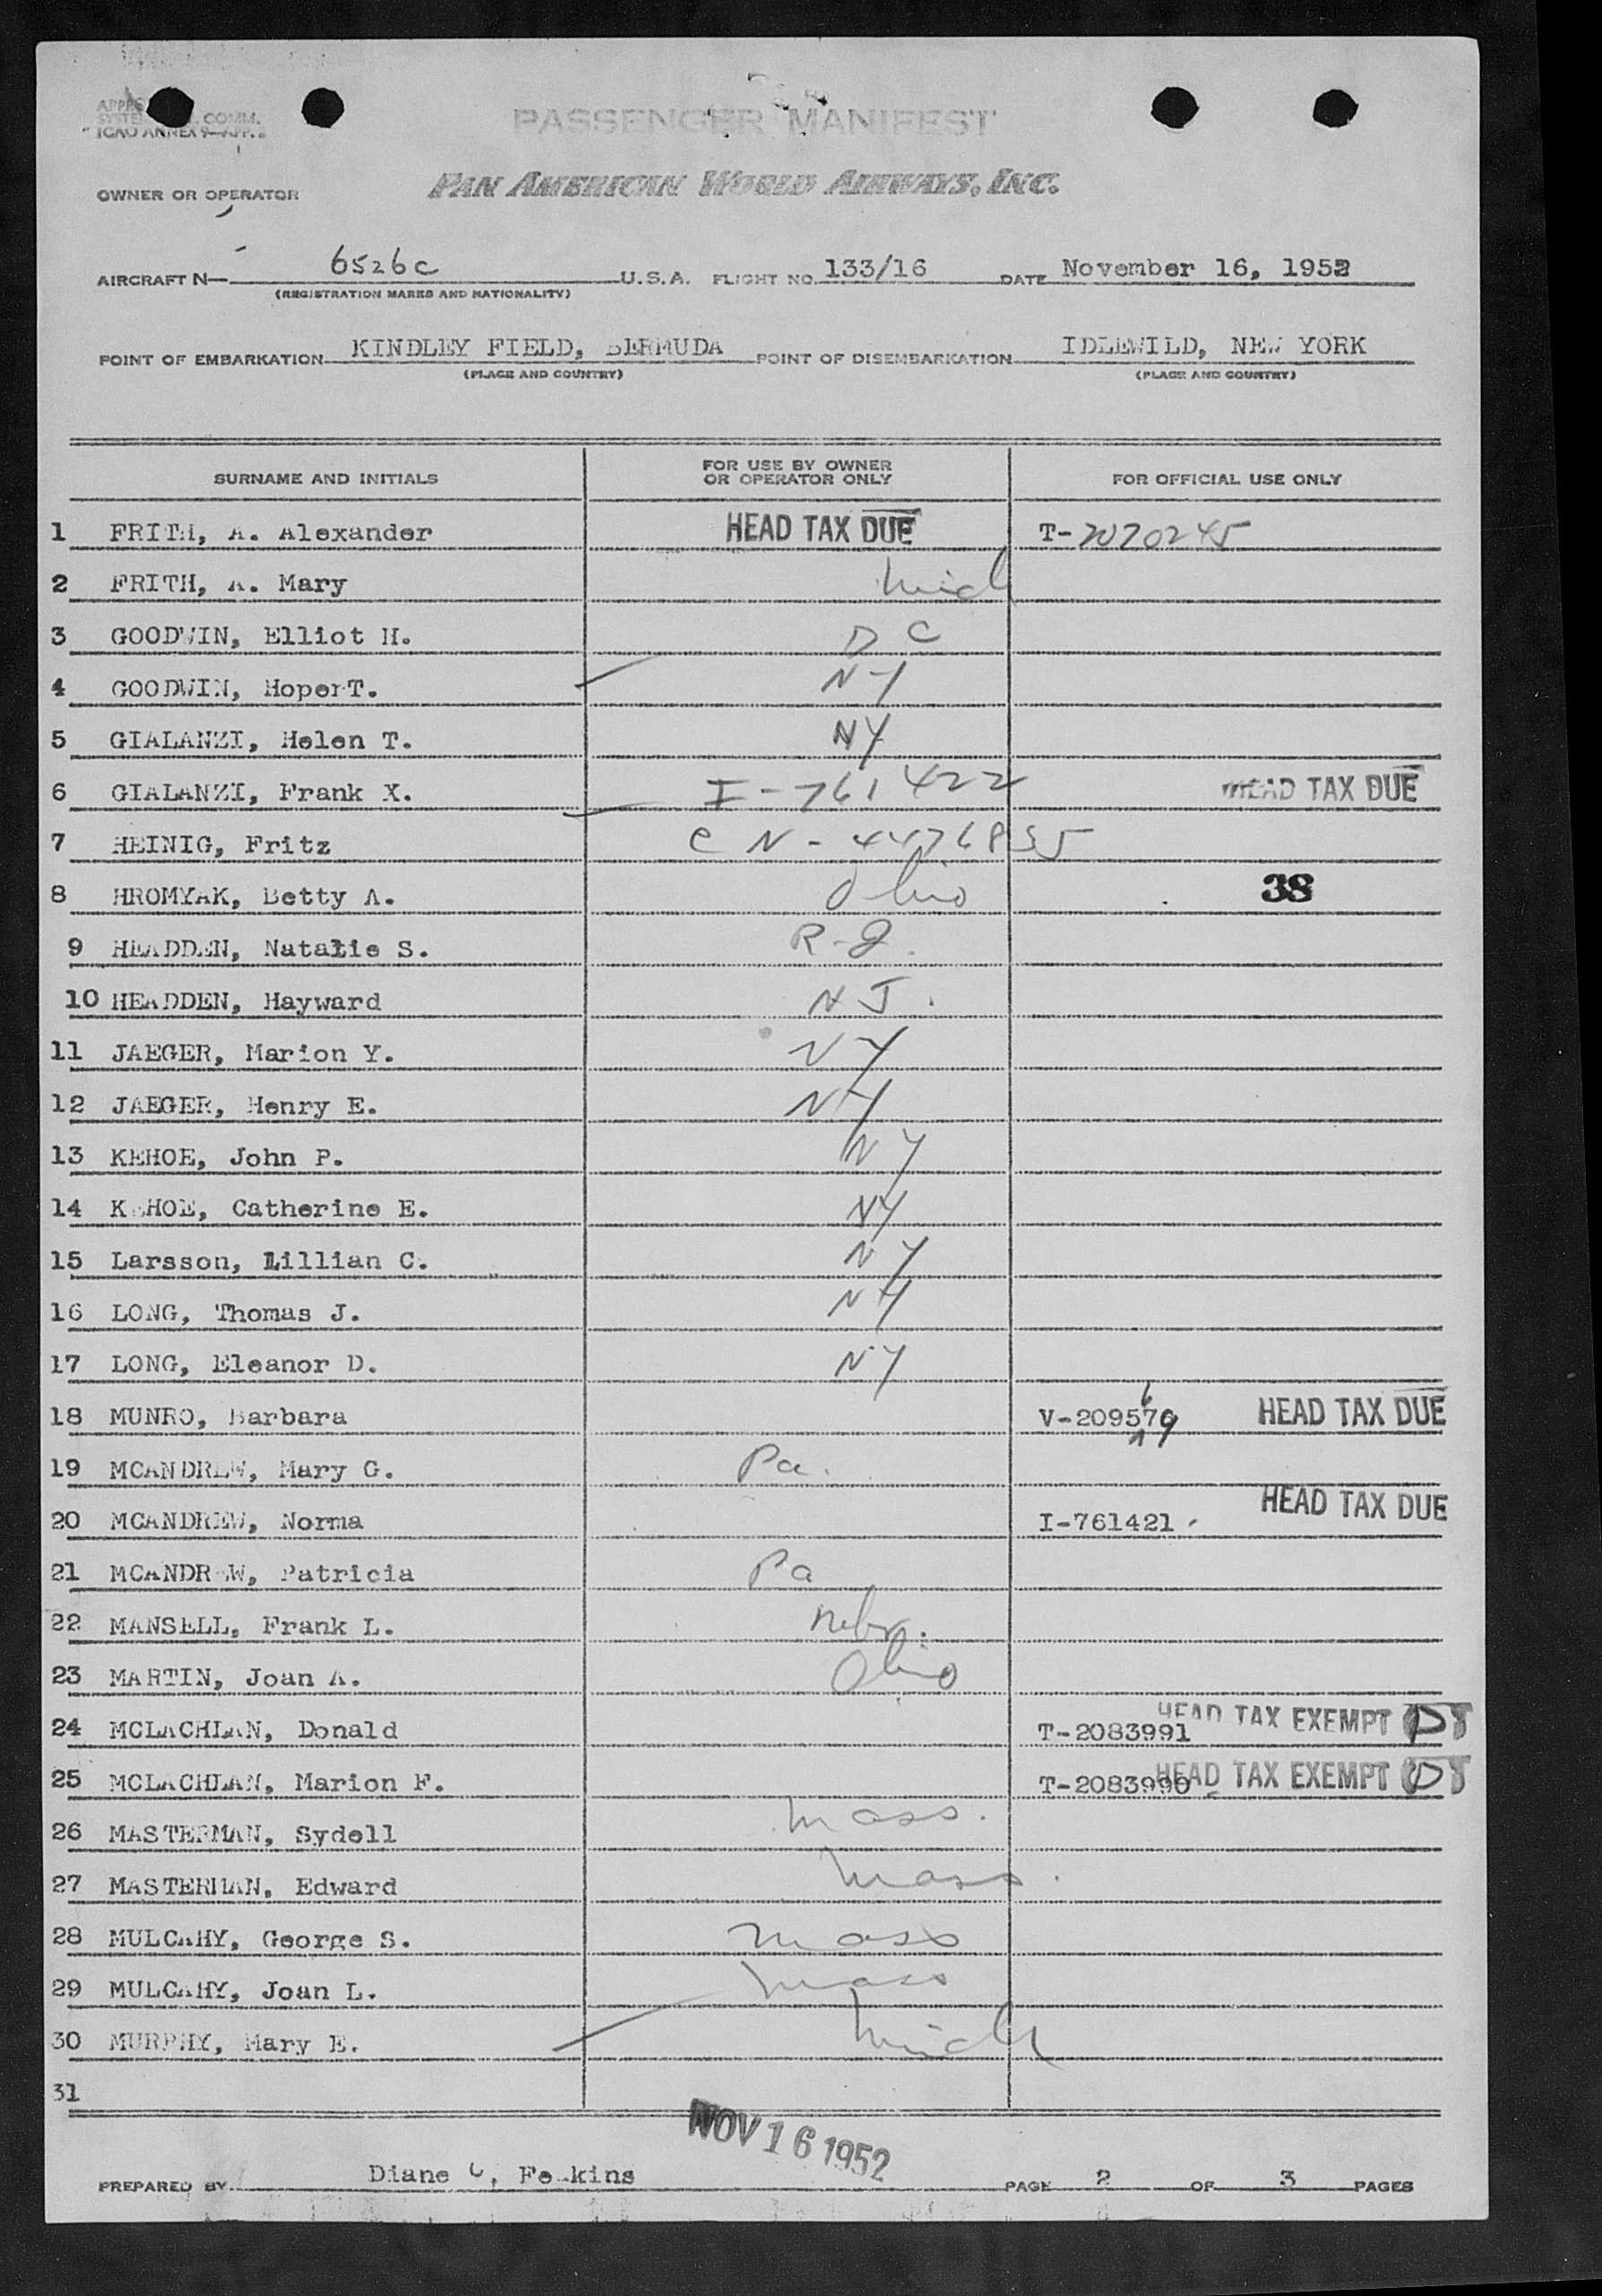 PASSENGER MANIFEST
ICAO ANNEX 9—APP.
OWNER OR OPERATOR PAN AMERICAN WORLD AIRWAYS, INC.
AIRCRAFT N— 6526C U.S.A. FLIGHT NO. 133/16 DATE November 16, 1952
(REGISTRATION MARKS AND NATIONALITY)
POINT OF EMBARKATION KINDLEY FIELD, BERMUDA POINT OF DISEMBARKATION IDLEWILD, NEW YORK
(PLACE AND COUNTRY) (PLACE AND COUNTRY)
SURNAME AND INITIALS FOR USE BY OWNER OR OPERATOR ONLY FOR OFFICIAL USE ONLY
1 FRITH, A. Alexander HEAD TAX DUE T-2020245
2 FRITH, A. Mary Mich
3 GOODWIN, Elliot H. D C
4 GOODWIN, HoperT. NY
5 GIALANZI, Helen T. NY
6 GIALANZI, Frank X. I-761422 HEAD TAX DUE
7 HEINIG, Fritz CN-4476855
8 HROMYAK, Betty A. Ohio 38
9 HEADDEN, Natalie S. R-I.
10 HEADDEN, Hayward NJ.
11 JAEGER, Marion Y. NY
12 JAEGER, Henry E. NY
13 KEHOE, John P. NY
14 KEHOE, Catherine E. NY
15 Larsson, Lillian C. NY
16 LONG, Thomas J. NY
17 LONG, Eleanor D. NY
18 MUNRO, Barbara V-209579 6 HEAD TAX DUE
19 MCANDREW, Mary G. Pa.
20 MCANDREW, Norma I-761421 HEAD TAX DUE
21 MCANDREW, Patricia Pa
22 MANSELL, Frank L. Nebr.
23 MARTIN, Joan A. Ohio
24 MCLACHLAN, Donald T-2083991 HEAD TAX EXEMPT
25 MCLACHLAN, Marion F. T-2083990 HEAD TAX EXEMPT
26 MASTERMAN, Sydell Mass.
27 MASTERMAN, Edward Mass.
28 MULCAHY, George S. Mass
29 MULCAHY, Joan L. Mass
30 MURPHY, Mary E. Mich
31
NOV 16 1952
PREPARED BY Diane PAGE 2 OF 3 PAGES